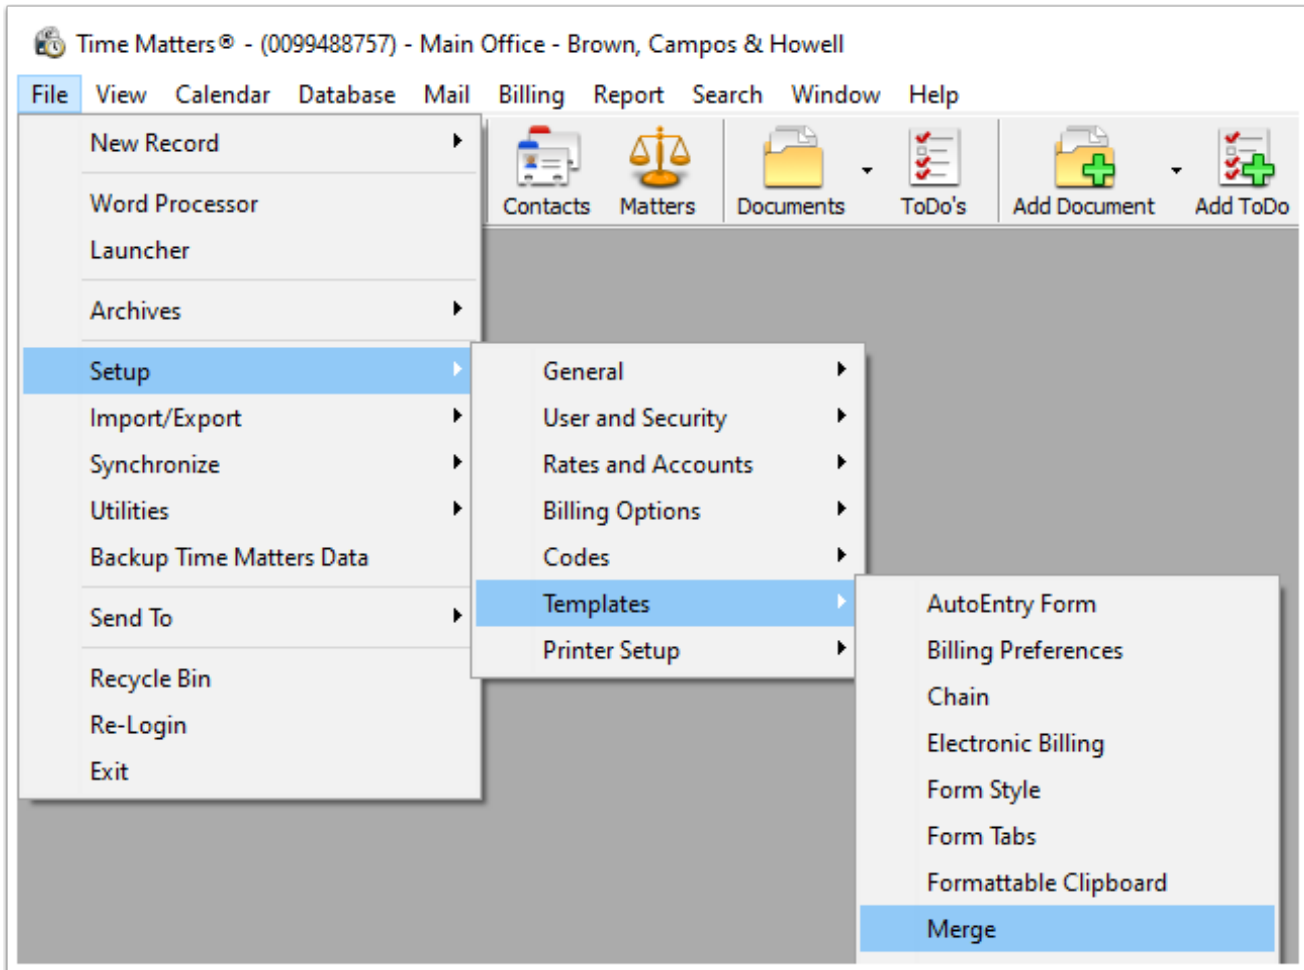 Time Matters® - (0099488757) - Main Office - Brown, Campos & Howell
File View Calendar Database Mail Billing Report Search Window Help
New Record
Word Processor
Launcher
Archives
Setup
Import/Export
Synchronize
Utilities
Backup Time Matters Data
Send To
Recycle Bin
Re-Login
Exit
Contacts Matters Documents ToDo's Add Document Add ToDo
General
User and Security
Rates and Accounts
Billing Options
Codes
Templates
Printer Setup
AutoEntry Form
Billing Preferences
Chain
Electronic Billing
Form Style
Form Tabs
Formattable Clipboard
Merge